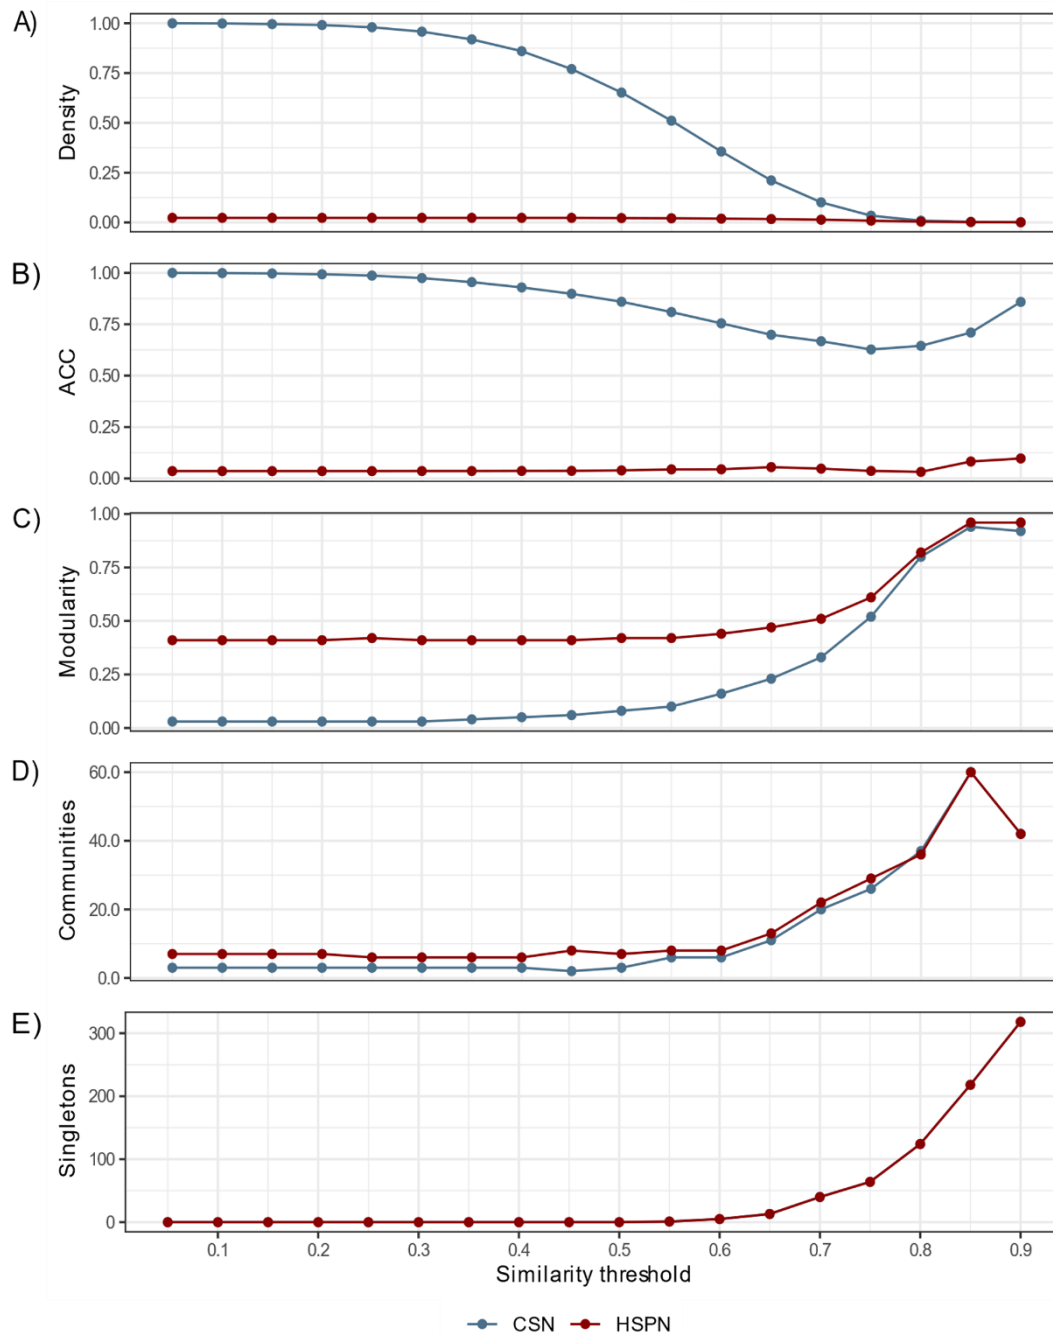 A)
1.00
0.75
0.50
0.25
0.00
Density
B)
1.00
0.75
0.50
0.25
0.00
ACC
C)
1.00
0.75
0.50
0.25
0.00
Modularity
D)
60.0
40.0
20.0
0.0
Communities
E)
300
200
100
0
Singletons
0.1 0.2 0.3 0.4 0.5 0.6 0.7 0.8 0.9
Similarity threshold
CSN HSPN